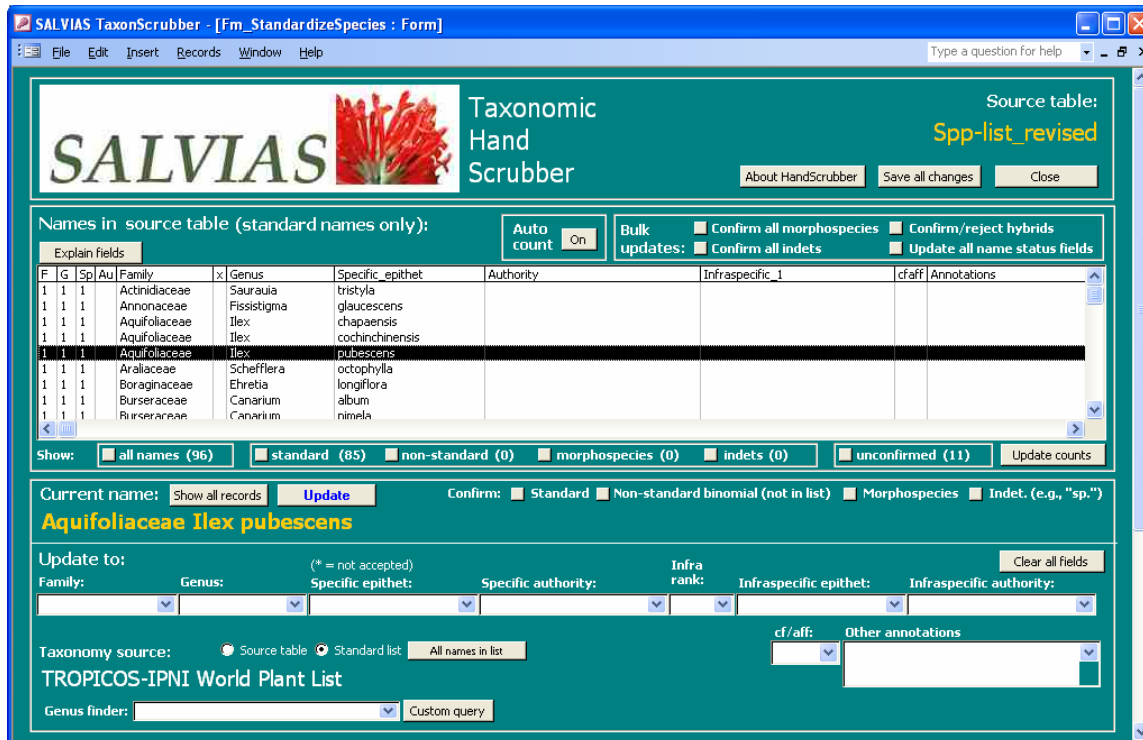 SALVIAS TaxonScrubber - [Fm_StandardizeSpecies : Form]
File Edit Insert Records Window Help Type a question for help
SALVIAS
Taxonomic
Hand
Scrubber
Source table:
Spp-list_revised
About HandScrubber Save all changes Close
Names in source table (standard names only):
Explain fields
Auto
count On
Bulk
updates:
Confirm all morphospecies Confirm/reject hybrids
Confirm all indets Update all name status fields
F G Sp Au Family x Genus Specific_epithet Authority Infraspecific_1 cfaff Annotations
1 1 1 Actinidiaceae Saurauia tristyla
1 1 1 Annonaceae Fissistigma glaucescens
1 1 1 Aquifoliaceae Ilex chapaensis
1 1 1 Aquifoliaceae Ilex cochinchinensis
1 1 1 Aquifoliaceae Ilex pubescens
1 1 1 Araliaceae Schefflera octophylla
1 1 1 Boraginaceae Ehretia longiflora
1 1 1 Burseraceae Canarium album
1 1 1 Burseraceae Canarium pimela
Show: all names (96) standard (85) non-standard (0) morphospecies (0) indets (0) unconfirmed (11) Update counts
Current name: Show all records Update Confirm: Standard Non-standard binomial (not in list) Morphospecies Indet. (e.g., "sp.")
Aquifoliaceae Ilex pubescens
Update to: Clear all fields
(* = not accepted)
Family: Genus: Specific epithet: Specific authority: Infra rank: Infraspecific epithet: Infraspecific authority:
cf/aff: Other annotations
Taxonomy source: Source table Standard list All names in list
TROPICOS-IPNI World Plant List
Genus finder: Custom query